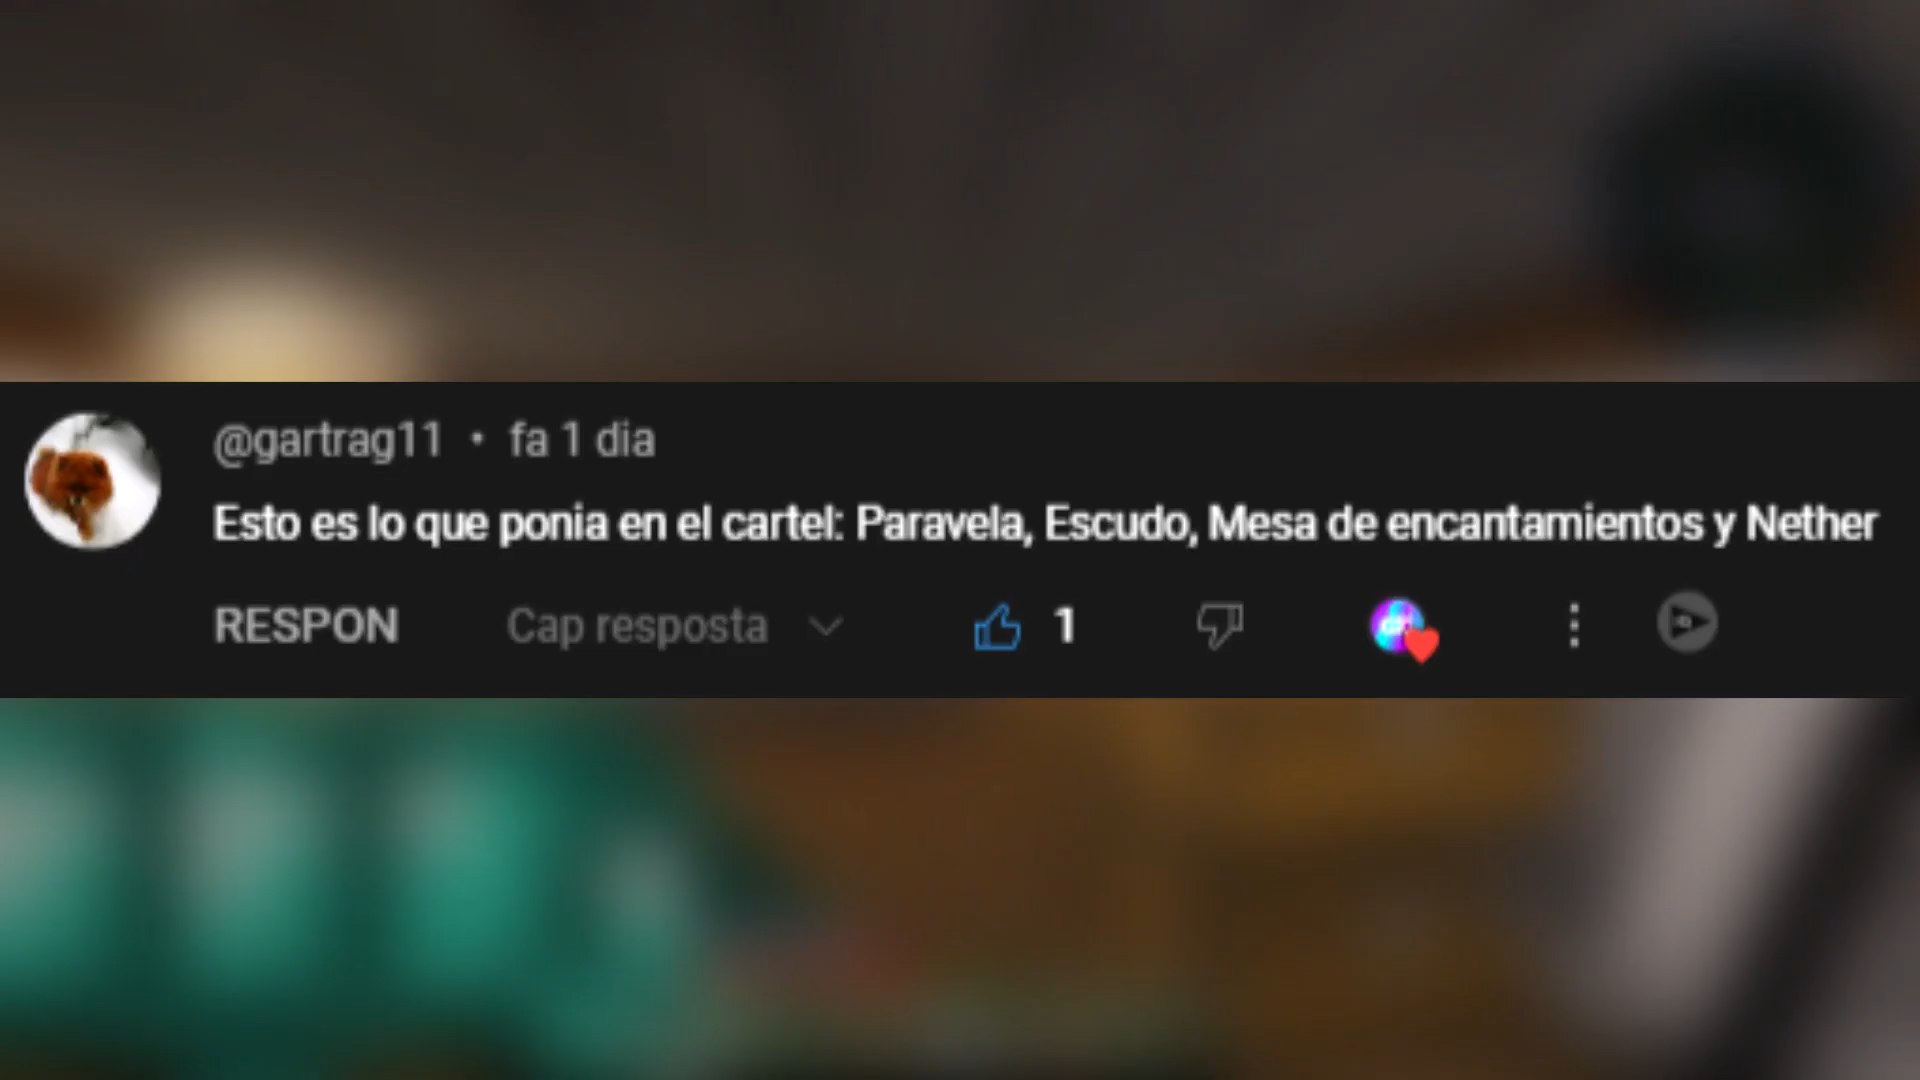 @gartrag11 • fa 1 dia
Esto es lo que ponia en el cartel: Paravela, Escudo, Mesa de encantamientos y Nether
RESPON Cap resposta 1